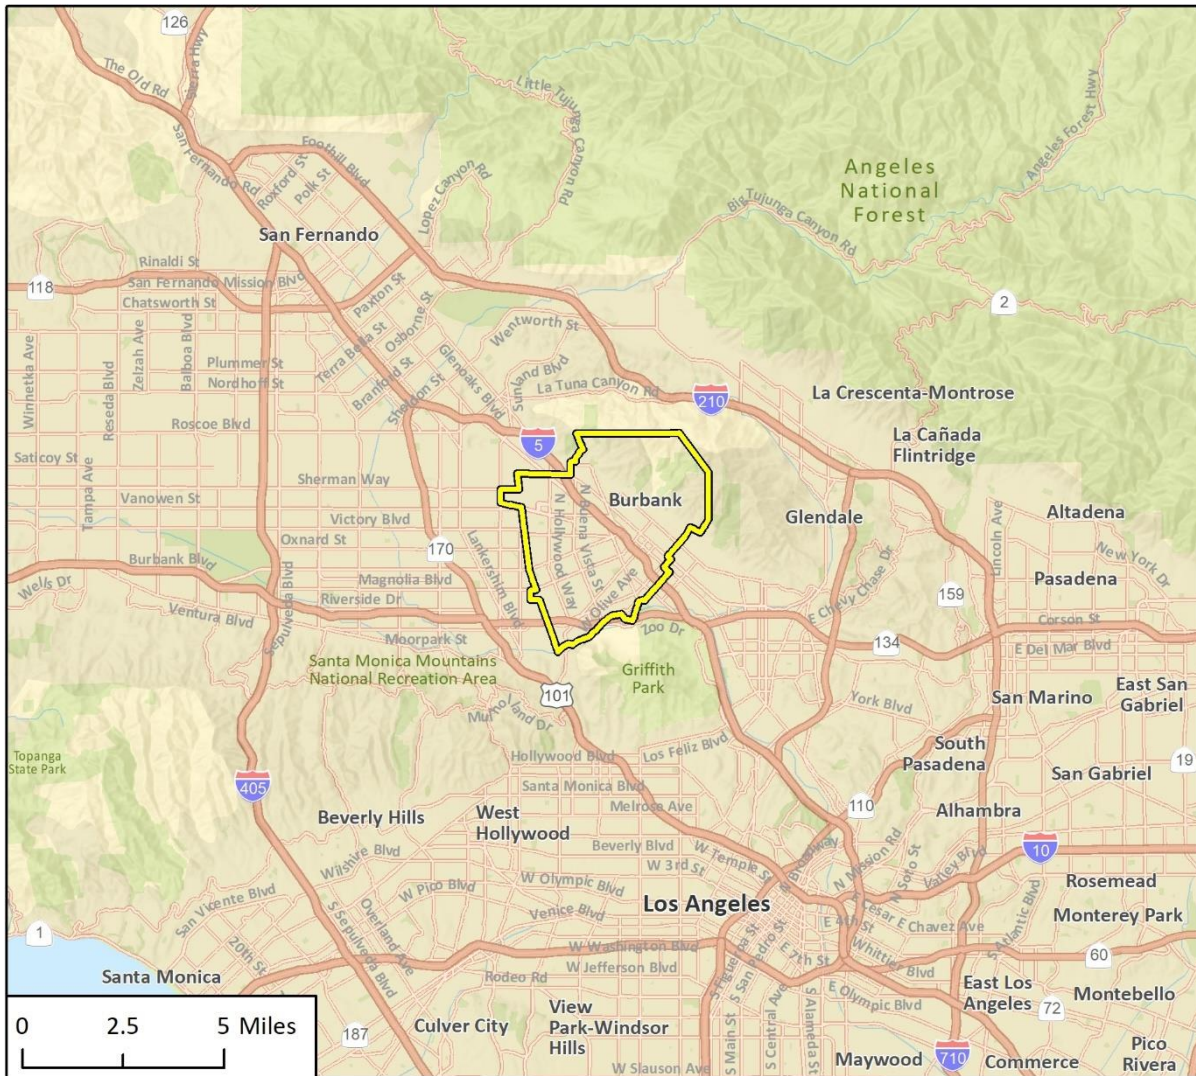 126
The Old Rd
Sierra Hwy
San Fernando Rd
Foothill Blvd
Roxford St
Polk St
Little Tujunga Canyon Rd
Lopez Canyon Rd
Angeles Forest Hwy
Angeles
National
Forest
Big Tujunga Canyon Rd
San Fernando
Rinaldi St
San Fernando Mission Blvd
118
Chatsworth St
Paxton St
2
Winnetka Ave
Reseda Blvd
Zelzah Ave
Balboa Blvd
Plummer St
Nordhoff St
Terra Bella St
Osborne St
Branford St
Sheldon St
Glenoaks Blvd
Wentworth St
Sunland Blvd
La Tuna Canyon Rd
210
La Crescenta-Montrose
La Cañada
Flintridge
Roscoe Blvd
5
Saticoy St
Tampa Ave
Sherman Way
Vanowen St
Victory Blvd
Oxnard St
Burbank
N Hollywood Way
N Buena Vista St
W Olive Ave
Glendale
Lincoln Ave
Altadena
New York Dr
Pasadena
170
Burbank Blvd
Wells Dr
Ventura Blvd
Sepulveda Blvd
Magnolia Blvd
Riverside Dr
Lankershim Blvd
Moorpark St
Zoo Dr
E Chevy Chase Dr
159
Corson St
134
E Del Mar Blvd
Santa Monica Mountains
National Recreation Area
Griffith
Park
101
York Blvd
San Marino
East San
Gabriel
Topanga
State Park
Hollywood Blvd
Los Feliz Blvd
South
Pasadena
San Gabriel
19
405
Santa Monica Blvd
Melrose Ave
110
Alhambra
Beverly Hills
West
Hollywood
Beverly Blvd
W 3rd St
W Temple St
N Broadway
N Mission Rd
N Soto St
Valley Blvd
10
Wilshire Blvd
W Pico Blvd
W Olympic Blvd
Rosemead
San Vicente Blvd
Overland Ave
Venice Blvd
Los Angeles
E 4th St
E Cesar E Chavez Ave
S Atlantic Blvd
Monterey Park
1
20th St
S Sepulveda Blvd
W Washington Blvd
W Jefferson Blvd
E 7th St
Whittier Blvd
60
Santa Monica
Rodeo Rd
S Figueroa St
S San Pedro St
E Olympic Blvd
East Los
Angeles
72
Montebello
0 2.5 5 Miles
187
Culver City
View
Park-Windsor
Hills
S Main St
S Central Ave
S Alameda St
W Slauson Ave
Maywood
710
Commerce
Pico
Rivera